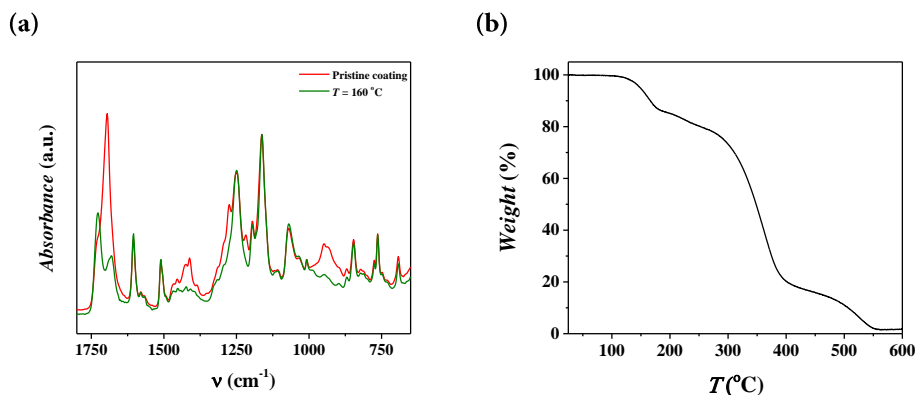 (a)
(b)
Pristine coating
T = 160 °C
Absorbance (a.u.)
1750
1500
1250
1000
750
ν (cm⁻¹)
100
80
60
40
20
0
Weight (%)
100
200
300
400
500
600
T (°C)